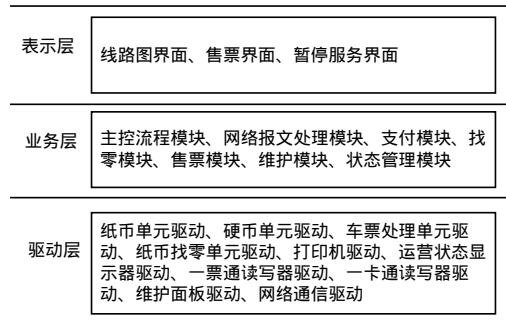 表示层
线路图界面、售票界面、暂停服务界面
业务层
主控流程模块、网络报文处理模块、支付模块、找
零模块、售票模块、维护模块、状态管理模块
驱动层
纸币单元驱动、硬币单元驱动、车票处理单元驱
动、纸币找零单元驱动、打印机驱动、运营状态显
示器驱动、一票通读写器驱动、一卡通读写器驱
动、维护面板驱动、网络通信驱动